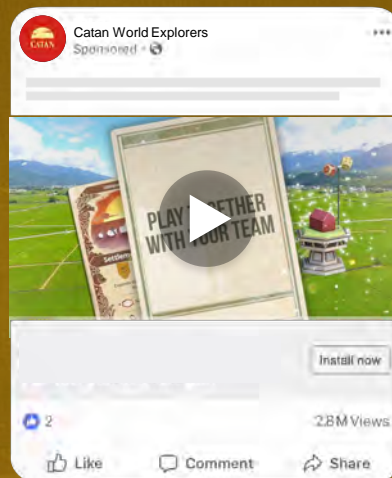 CATAN
Catan World Explorers
Sponsored
PLAY TOGETHER
WITH YOUR TEAM
Settlem
Install now
2
2.8M Views
Like
Comment
Share